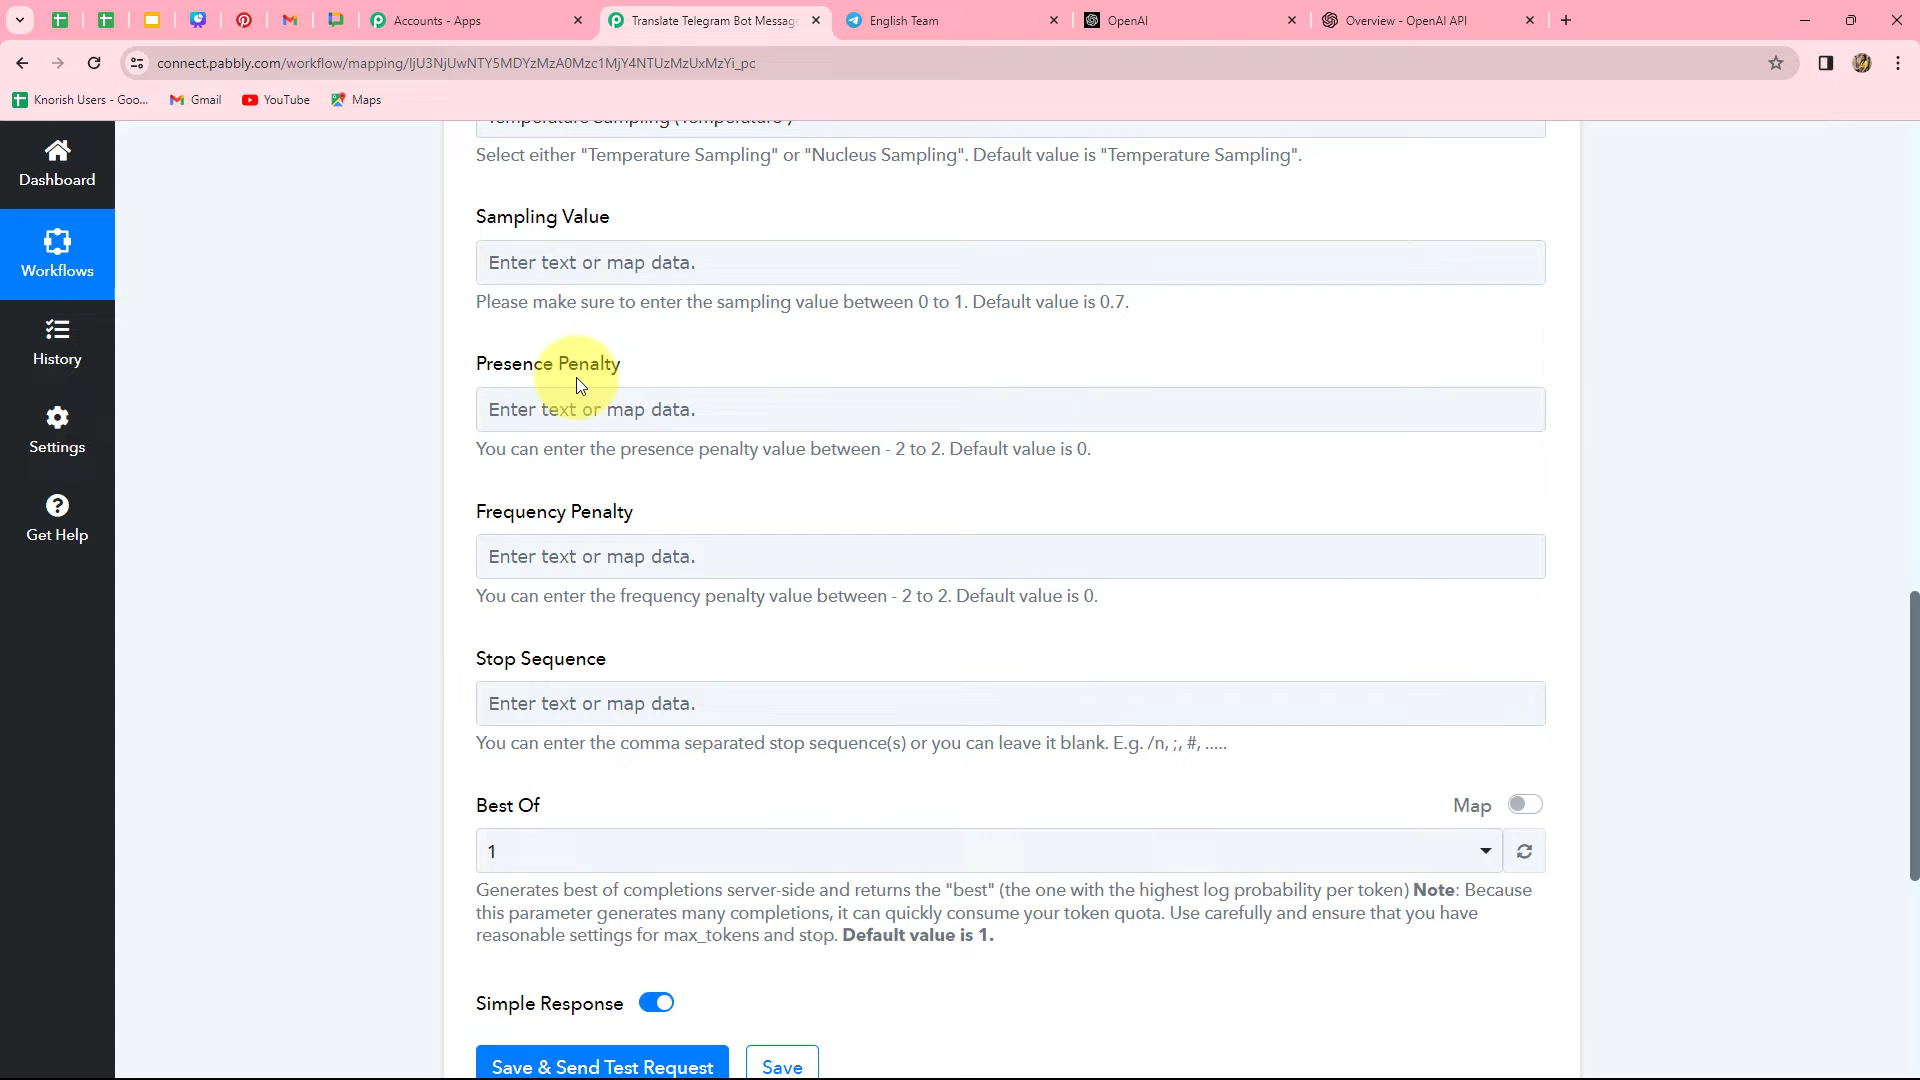 Accounts - Apps
Translate Telegram Bot Message
English Team
OpenAI
Overview - OpenAI API
connect.pabbly.com/workflow/mapping/IjU3NjUwNTY5MDYzMzA0Mzc1MjY4NTUzMzUxMzYi_pc
Knorish Users - Goo...
Gmail
YouTube
Maps
Dashboard
Workflows
History
Settings
Get Help
Temperature Sampling (Temperature )
Select either "Temperature Sampling" or "Nucleus Sampling". Default value is "Temperature Sampling".
Sampling Value
Enter text or map data.
Please make sure to enter the sampling value between 0 to 1. Default value is 0.7.
Presence Penalty
Enter text or map data.
You can enter the presence penalty value between - 2 to 2. Default value is 0.
Frequency Penalty
Enter text or map data.
You can enter the frequency penalty value between - 2 to 2. Default value is 0.
Stop Sequence
Enter text or map data.
You can enter the comma separated stop sequence(s) or you can leave it blank. E.g. /n, ;, #, .....
Best Of
Map
1
Generates best of completions server-side and returns the "best" (the one with the highest log probability per token) Note: Because
this parameter generates many completions, it can quickly consume your token quota. Use carefully and ensure that you have
reasonable settings for max_tokens and stop. Default value is 1.
Simple Response
Save & Send Test Request
Save